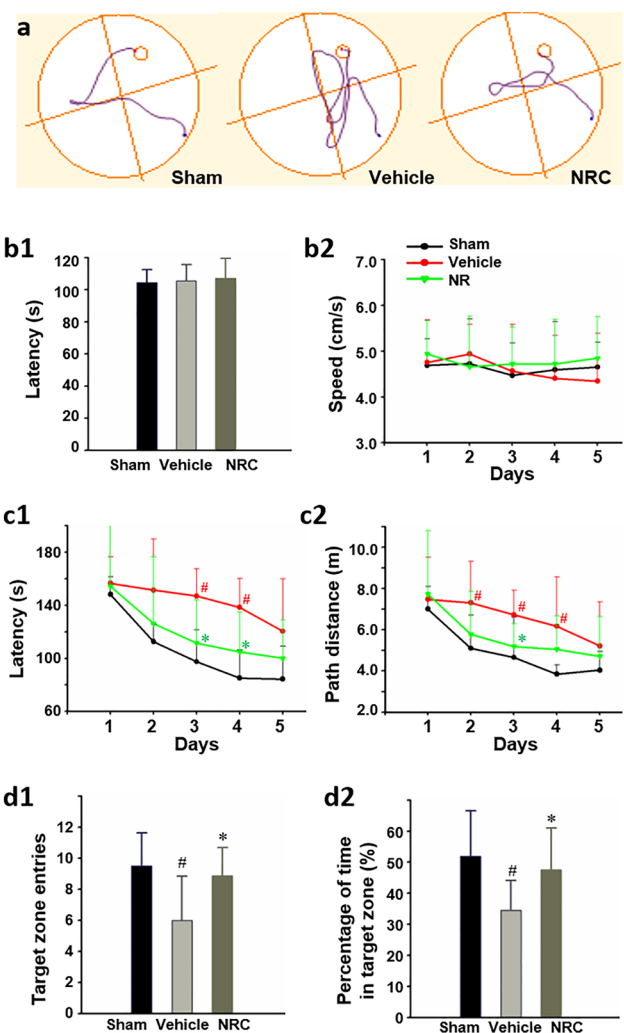 a
Sham Vehicle NRC
b1
Latency (s)
120
100
80
60
40
20
0
Sham Vehicle NRC
b2
Sham
Vehicle
NR
Speed (cm/s)
7.0
6.0
5.0
4.0
3.0
1 2 3 4 5
Days
c1
Latency (s)
180
140
100
60
# #
* *
1 2 3 4 5
Days
c2
Path distance (m)
10.0
8.0
6.0
4.0
2.0
# # #
*
1 2 3 4 5
Days
d1
Target zone entries
12
10
8
6
4
2
0
# *
Sham Vehicle NRC
d2
Percentage of time
in target zone (%)
60
50
40
30
20
10
0
# *
Sham Vehicle NRC